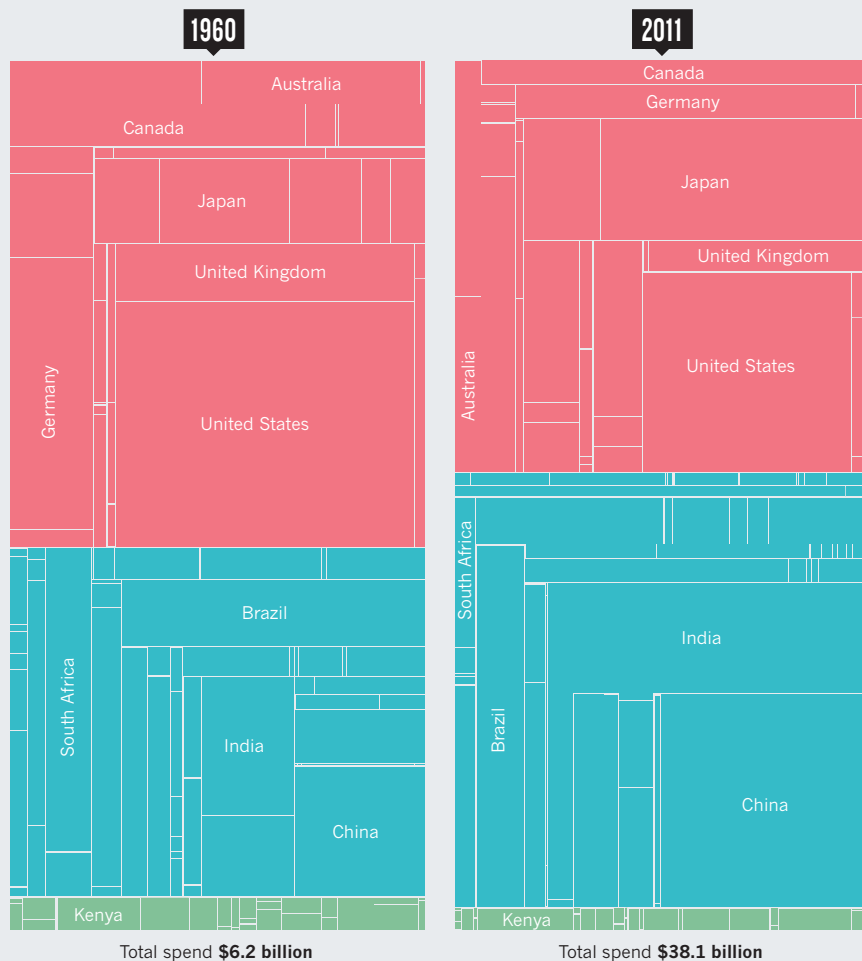 1960
Australia
Canada
Japan
United Kingdom
Germany
United States
Brazil
South Africa
India
China
Kenya
Total spend $6.2 billion
2011
Canada
Germany
Japan
United Kingdom
Australia
United States
South Africa
India
Brazil
China
Kenya
Total spend $38.1 billion